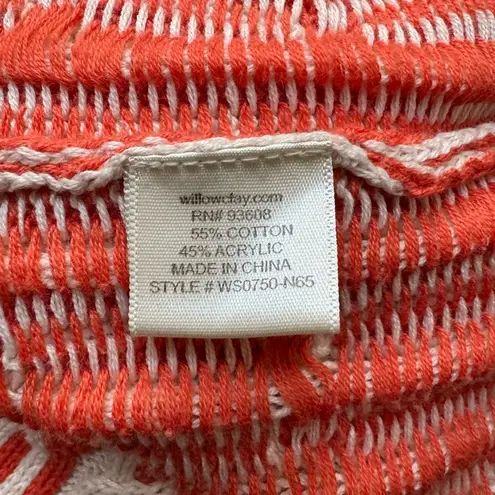 willowclay.com
RN# 93608
55% COTTON
45% ACRYLIC
MADE IN CHINA
STYLE # WS0750-N65